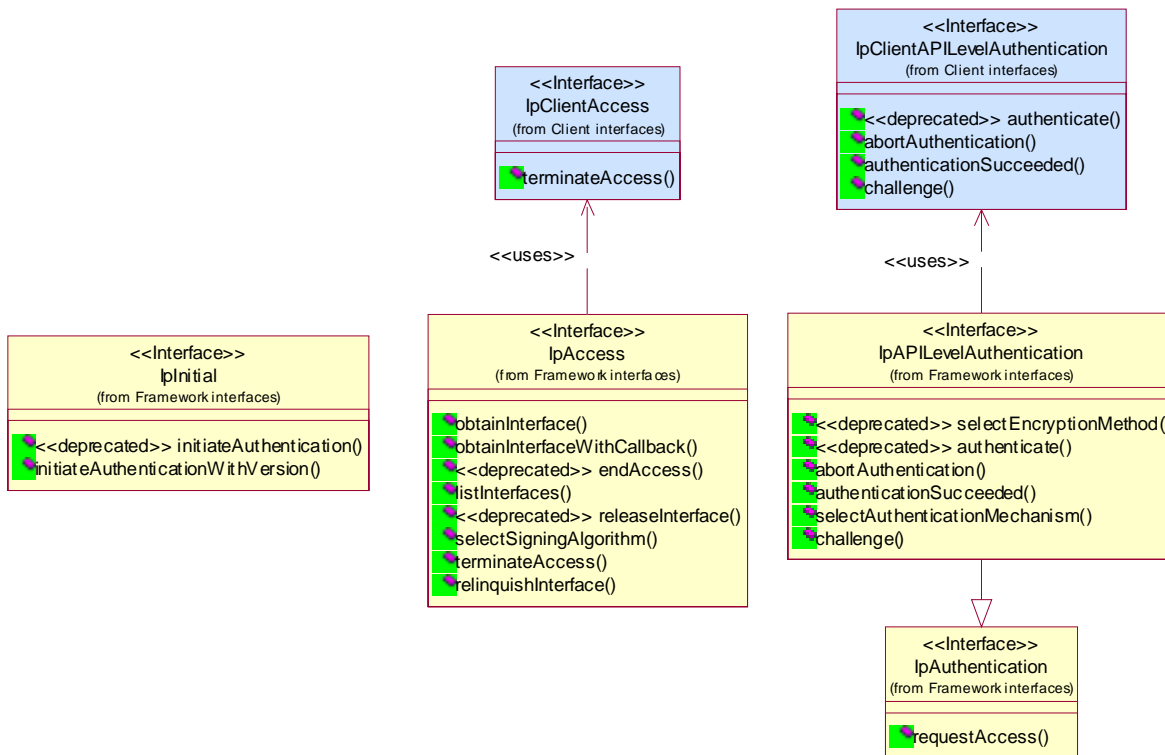 <<Interface>>
IpClientAPILevelAuthentication
(from Client interfaces)
<<deprecated>> authenticate()
abortAuthentication()
authenticationSucceeded()
challenge()
<<Interface>>
IpClientAccess
(from Client interfaces)
terminateAccess()
<<uses>>
<<uses>>
<<Interface>>
IpInitial
(from Framework interfaces)
<<deprecated>> initiateAuthentication()
initiateAuthenticationWithVersion()
<<Interface>>
IpAccess
(from Framework interfaces)
obtainInterface()
obtainInterfaceWithCallback()
<<deprecated>> endAccess()
listInterfaces()
<<deprecated>> releaseInterface()
selectSigningAlgorithm()
terminateAccess()
relinquishInterface()
<<Interface>>
IpAPILevelAuthentication
(from Framework interfaces)
<<deprecated>> selectEncryptionMethod()
<<deprecated>> authenticate()
abortAuthentication()
authenticationSucceeded()
selectAuthenticationMechanism()
challenge()
<<Interface>>
IpAuthentication
(from Framework interfaces)
requestAccess()